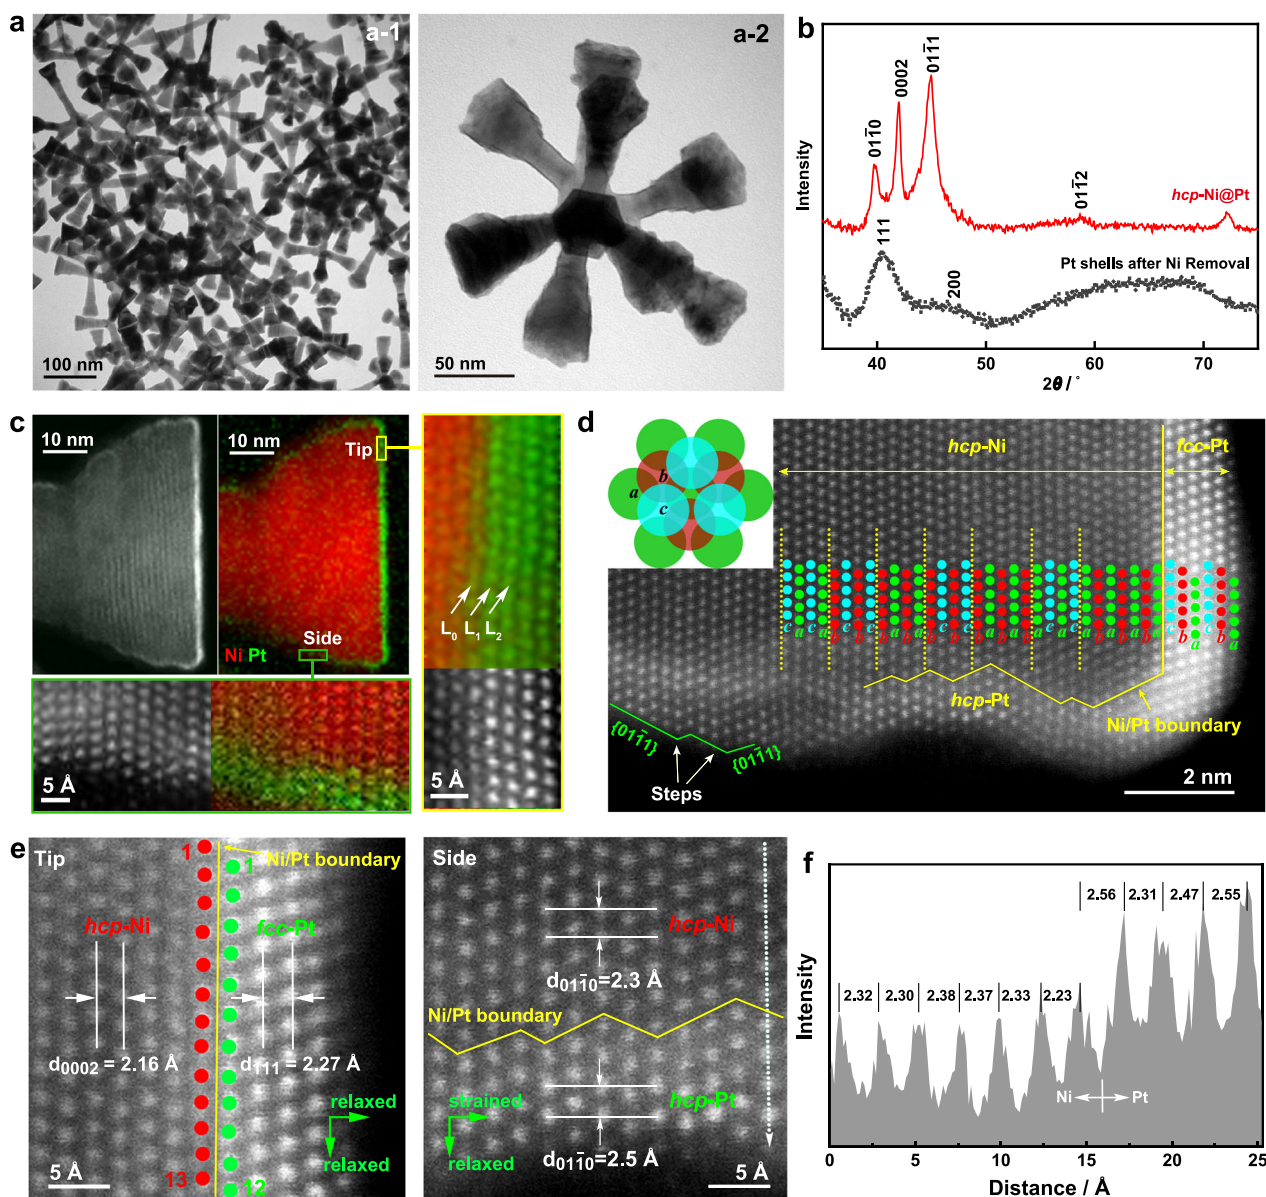 a
a-1
100 nm
a-2
50 nm
b
Intensity
011̅0
0002
011̅1
011̅2
hcp-Ni@Pt
111
200
Pt shells after Ni Removal
40
50
60
70
2θ / °
c
10 nm
10 nm
Tip
Side
Ni Pt
L₀ L₁ L₂
5 Å
5 Å
d
a
b
c
hcp-Ni
fcc-Pt
c a c a b c b c a b a b c b c b a b a c a c a b a b a b a c b a c b a
hcp-Pt
Ni/Pt boundary
{011̅1}
{011̅1}
Steps
2 nm
e
Tip
1
Ni/Pt boundary
1
hcp-Ni
fcc-Pt
d₀₀₀₂ = 2.16 Å
d₁₁₁ = 2.27 Å
relaxed
relaxed
5 Å
13
12
Side
hcp-Ni
d₀₁₁̅₀=2.3 Å
Ni/Pt boundary
hcp-Pt
strained
relaxed
d₀₁₁̅₀=2.5 Å
5 Å
f
Intensity
2.56
2.31
2.47
2.55
2.32
2.30
2.38
2.37
2.33
2.23
Ni
Pt
0
5
10
15
20
25
Distance / Å